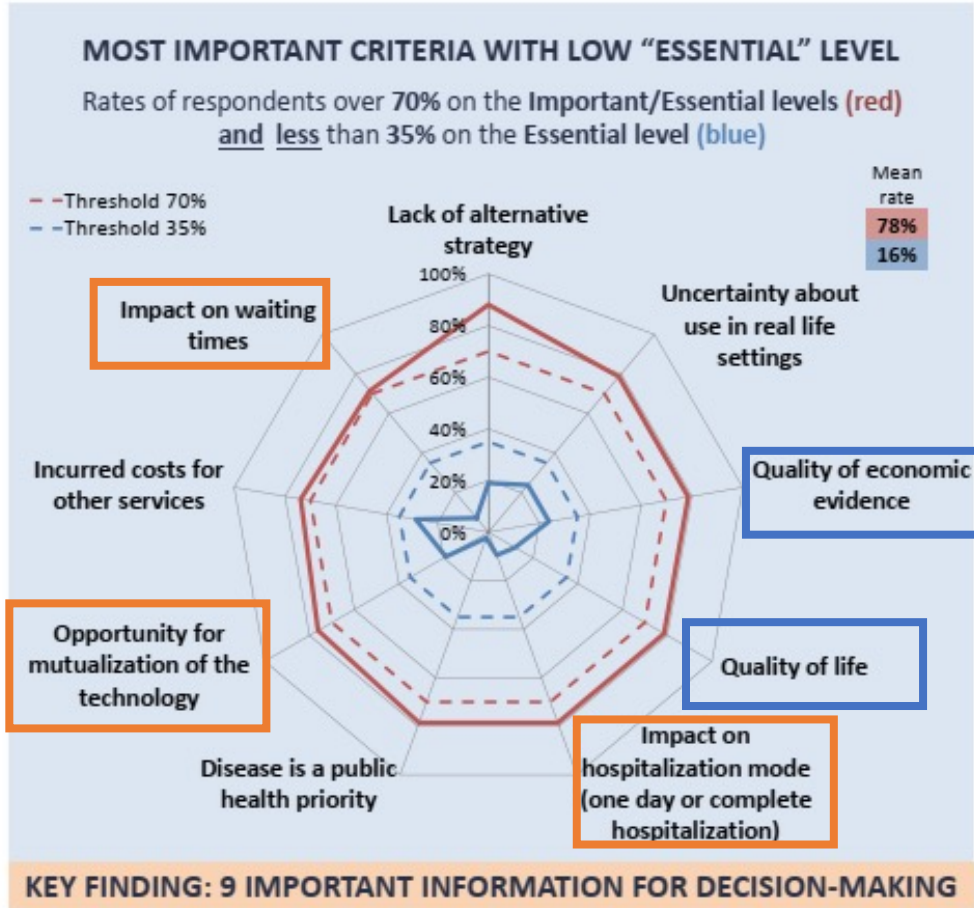 MOST IMPORTANT CRITERIA WITH LOW “ESSENTIAL” LEVEL
Rates of respondents over 70% on the Important/Essential levels (red)
and less than 35% on the Essential level (blue)
Threshold 70%
Threshold 35%
Mean
rate
78%
16%
Lack of alternative
strategy
Uncertainty about
use in real life
settings
Quality of economic
evidence
Quality of life
Impact on
hospitalization mode
(one day or complete
hospitalization)
Disease is a public
health priority
Opportunity for
mutualization of the
technology
Incurred costs for
other services
Impact on waiting
times
100%
80%
60%
40%
20%
0%
KEY FINDING: 9 IMPORTANT INFORMATION FOR DECISION-MAKING